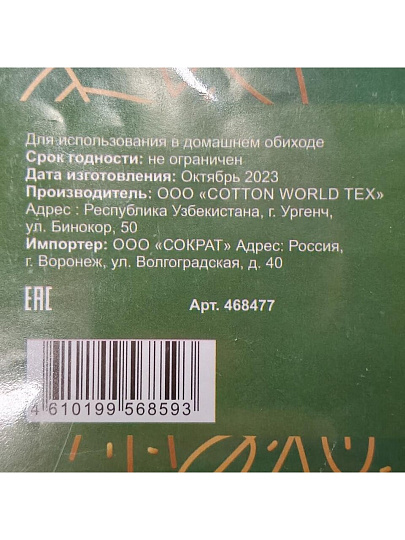 Для использования в домашнем обиходе
Срок годности: не ограничен
Дата изготовления: Октябрь 2023
Производитель: ООО «COTTON WORLD TEX»
Адрес : Республика Узбекистан, г. Ургенч,
ул. Бинокор, 50
Импортер: ООО «СОКРАТ» Адрес: Россия,
г. Воронеж, ул. Волгоградская, д. 40
EAC
Арт. 468477
4 610199 568593